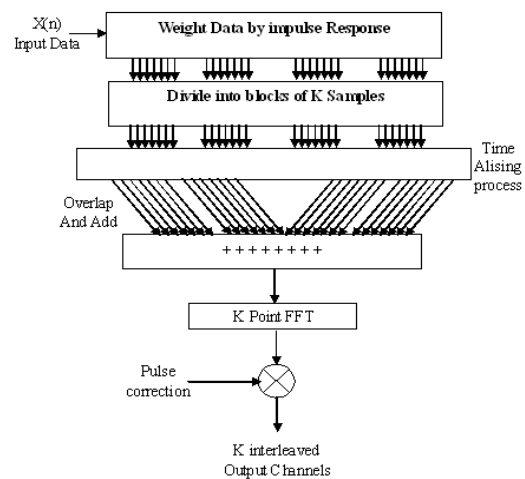 X(n)
Input Data
Weight Data by impulse Response
Divide into blocks of K Samples
Time
Alising
process
Overlap
And Add
+ + + + + + + +
K Point FFT
Pulse
correction
K interleaved
Output Channels